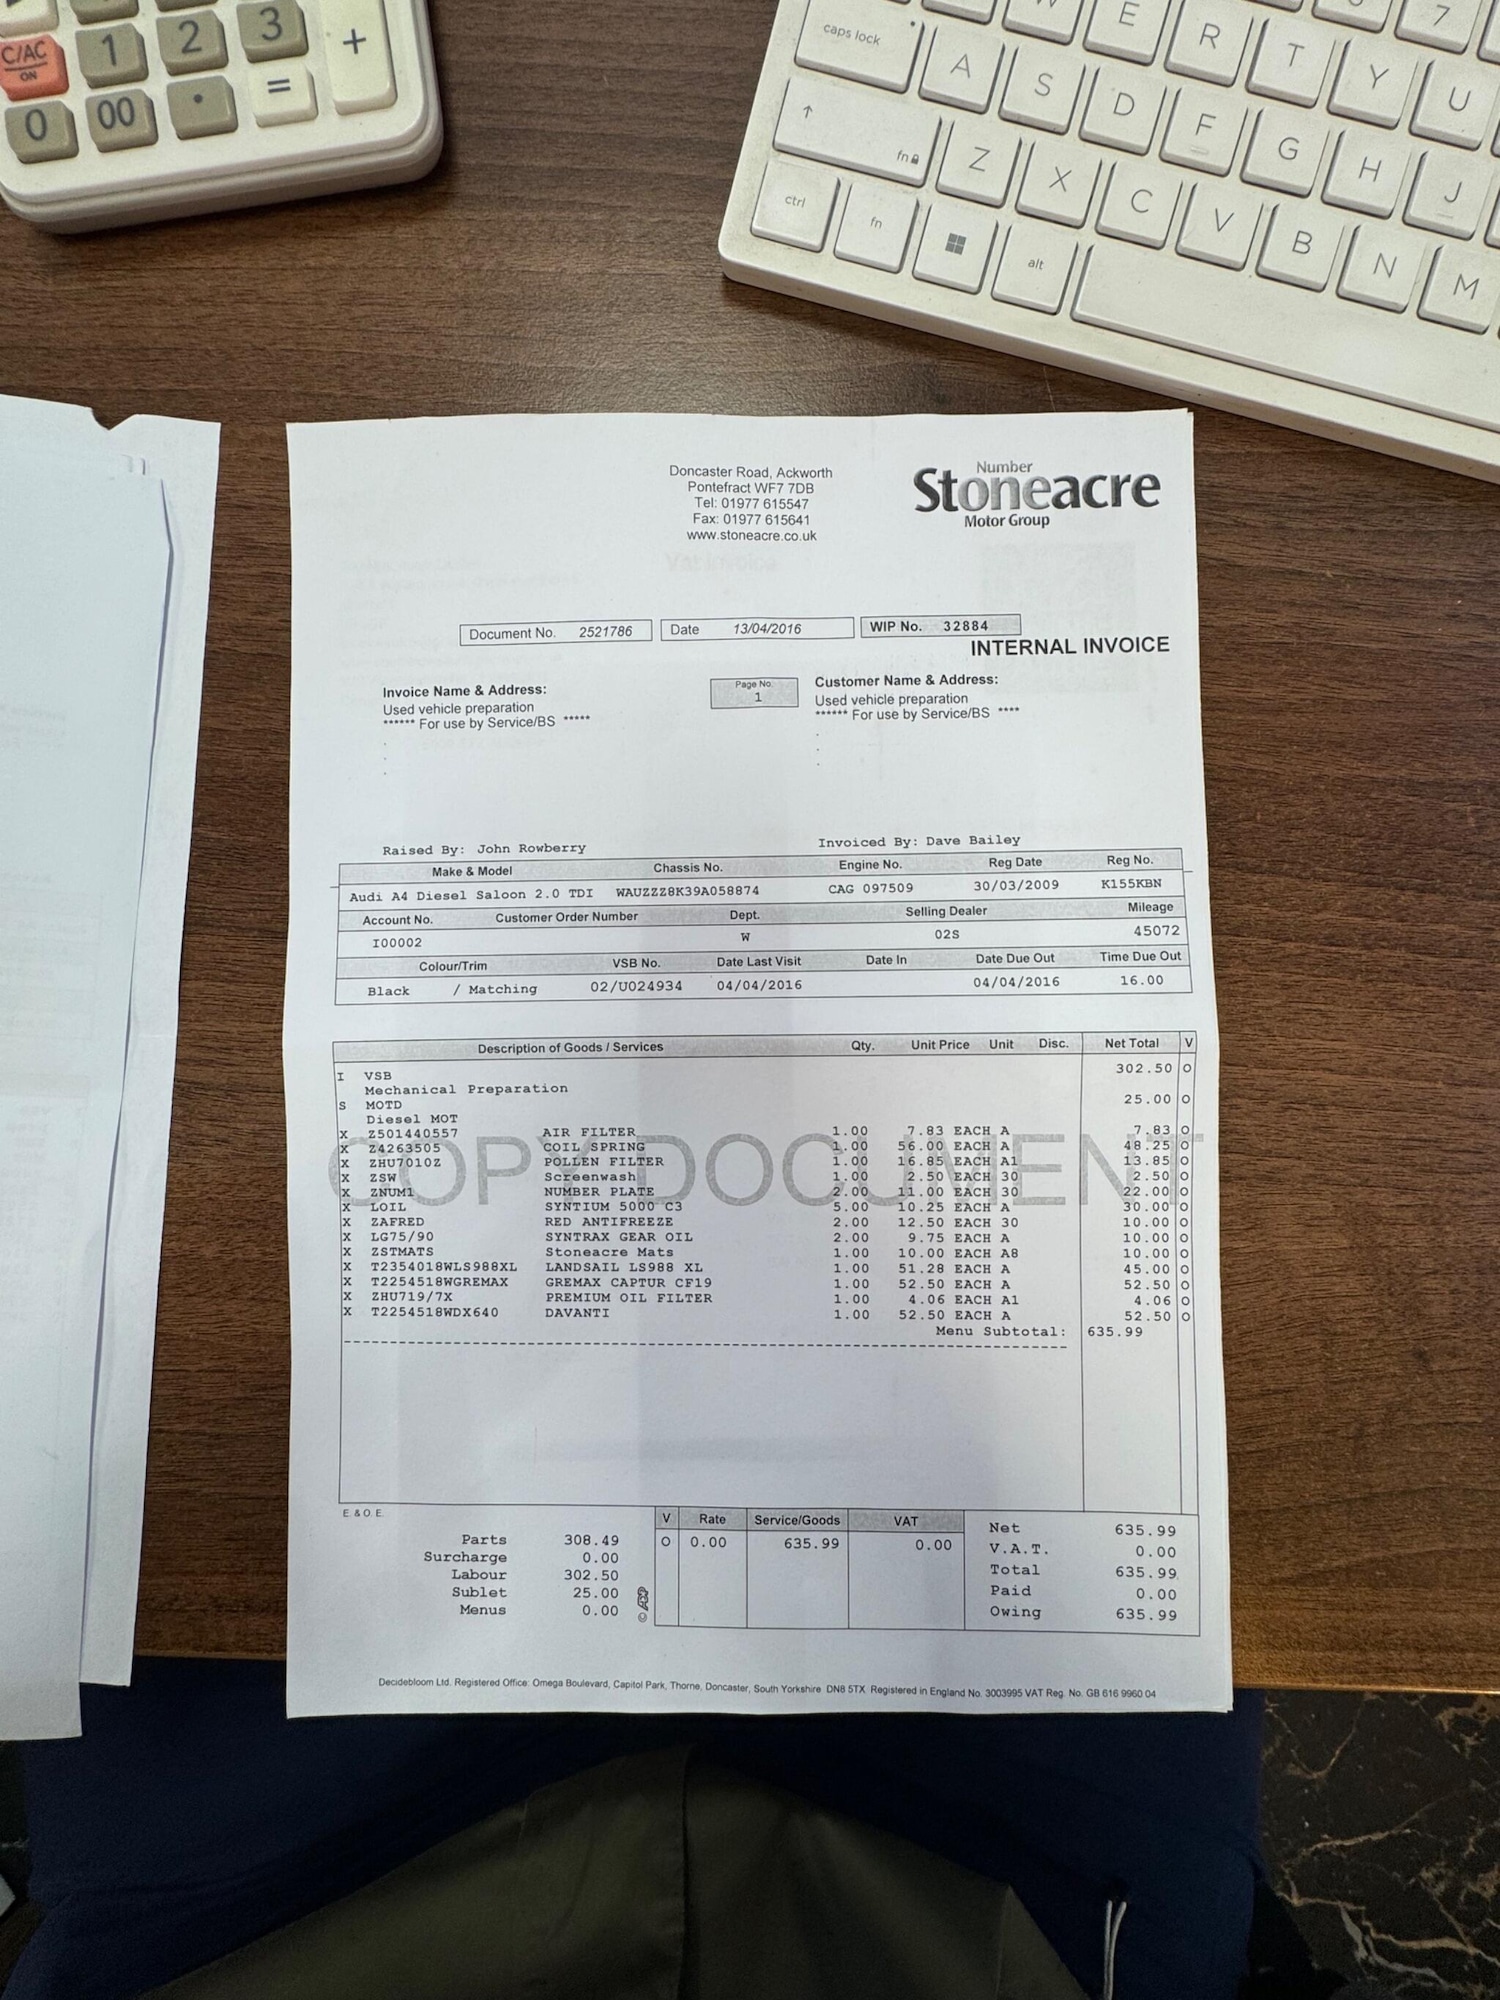 C/AC
ON
1
2
3
+
0
00
.
=
caps lock
W
E
R
T
Y
U
7
A
S
D
F
G
H
J
↑
fn
Z
X
C
V
B
N
M
ctrl
fn
alt
Doncaster Road, Ackworth
Pontefract WF7 7DB
Tel: 01977 615547
Fax: 01977 615641
www.stoneacre.co.uk
Number
Stoneacre
Motor Group
Document No. 2521786 Date 13/04/2016 WIP No. 32884
INTERNAL INVOICE
Invoice Name & Address:
Used vehicle preparation
****** For use by Service/BS *****
.
.
.
Page No.
1
Customer Name & Address:
Used vehicle preparation
****** For use by Service/BS ****
.
.
.
Raised By: John Rowberry Invoiced By: Dave Bailey
Make & Model Chassis No. Engine No. Reg Date Reg No.
Audi A4 Diesel Saloon 2.0 TDI WAUZZZ8K39A058874 CAG 097509 30/03/2009 K155KBN
Account No. Customer Order Number Dept. Selling Dealer Mileage
I00002 W 02S 45072
Colour/Trim VSB No. Date Last Visit Date In Date Due Out Time Due Out
Black / Matching 02/U024934 04/04/2016 04/04/2016 16.00
Description of Goods / Services Qty. Unit Price Unit Disc. Net Total V
I VSB 302.50 O
Mechanical Preparation
S MOTD 25.00 O
Diesel MOT
X Z501440557 AIR FILTER 1.00 7.83 EACH A 7.83 O
X Z4263505 COIL SPRING 1.00 56.00 EACH A 48.25 O
X ZHU7010Z POLLEN FILTER 1.00 16.85 EACH A1 13.85 O
X ZSW Screenwash 1.00 2.50 EACH 30 2.50 O
X ZNUM1 NUMBER PLATE 2.00 11.00 EACH 30 22.00 O
X LOIL SYNTIUM 5000 C3 5.00 10.25 EACH A 30.00 O
X ZAFRED RED ANTIFREEZE 2.00 12.50 EACH 30 10.00 O
X LG75/90 SYNTRAX GEAR OIL 2.00 9.75 EACH A 10.00 O
X ZSTMATS Stoneacre Mats 1.00 10.00 EACH A8 10.00 O
X T2354018WLS988XL LANDSAIL LS988 XL 1.00 51.28 EACH A 45.00 O
X T2254518WGREMAX GREMAX CAPTUR CF19 1.00 52.50 EACH A 52.50 O
X ZHU719/7X PREMIUM OIL FILTER 1.00 4.06 EACH A1 4.06 O
X T2254518WDX640 DAVANTI 1.00 52.50 EACH A 52.50 O
Menu Subtotal: 635.99
COPY DOCUMENT
E. & O. E.
Parts 308.49
Surcharge 0.00
Labour 302.50
Sublet 25.00
Menus 0.00
© ADP
V Rate Service/Goods VAT
O 0.00 635.99 0.00
Net 635.99
V.A.T. 0.00
Total 635.99
Paid 0.00
Owing 635.99
Decidebloom Ltd. Registered Office: Omega Boulevard, Capitol Park, Thorne, Doncaster, South Yorkshire DN8 5TX Registered in England No. 3003995 VAT Reg. No. GB 616 9960 04